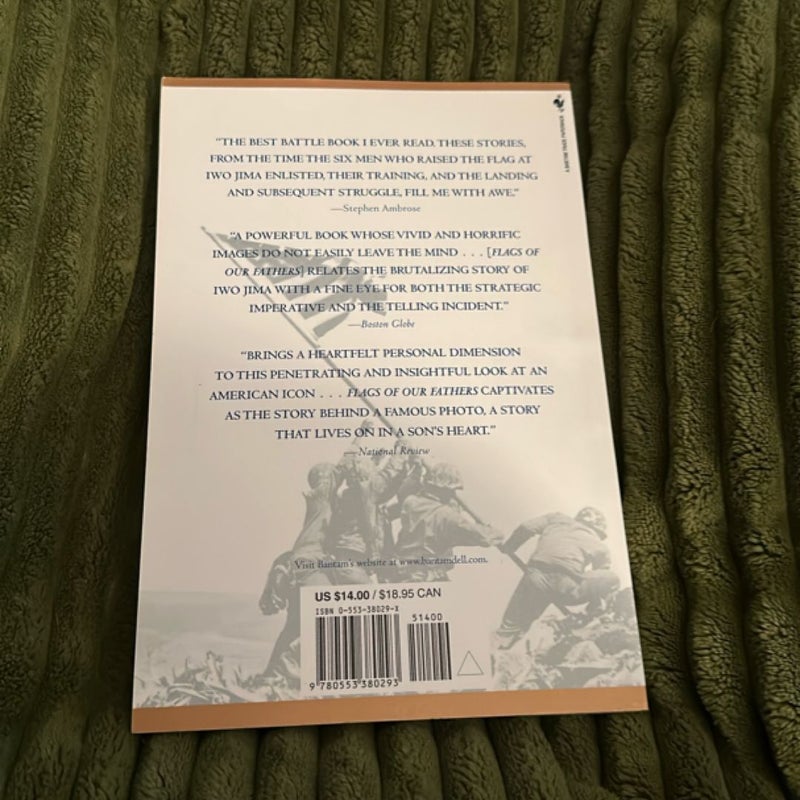 “THE BEST BATTLE BOOK I EVER READ. THESE STORIES,
FROM THE TIME THE SIX MEN WHO RAISED THE FLAG AT
IWO JIMA ENLISTED, THEIR TRAINING, AND THE LANDING
AND SUBSEQUENT STRUGGLE, FILL ME WITH AWE.”
—Stephen Ambrose
“A POWERFUL BOOK WHOSE VIVID AND HORRIFIC
IMAGES DO NOT EASILY LEAVE THE MIND . . . [FLAGS OF
OUR FATHERS] RELATES THE BRUTALIZING STORY OF
IWO JIMA WITH A FINE EYE FOR BOTH THE STRATEGIC
IMPERATIVE AND THE TELLING INCIDENT.”
—Boston Globe
“BRINGS A HEARTFELT PERSONAL DIMENSION
TO THIS PENETRATING AND INSIGHTFUL LOOK AT AN
AMERICAN ICON . . . FLAGS OF OUR FATHERS CAPTIVATES
AS THE STORY BEHIND A FAMOUS PHOTO, A STORY
THAT LIVES ON IN A SON’S HEART.”
—National Review
Visit Bantam’s website at www.bantamdell.com.
US $14.00 / $18.95 CAN
ISBN 0-553-38029-X
51400
9 780553 380293
A BANTAM TRADE PAPERBACK